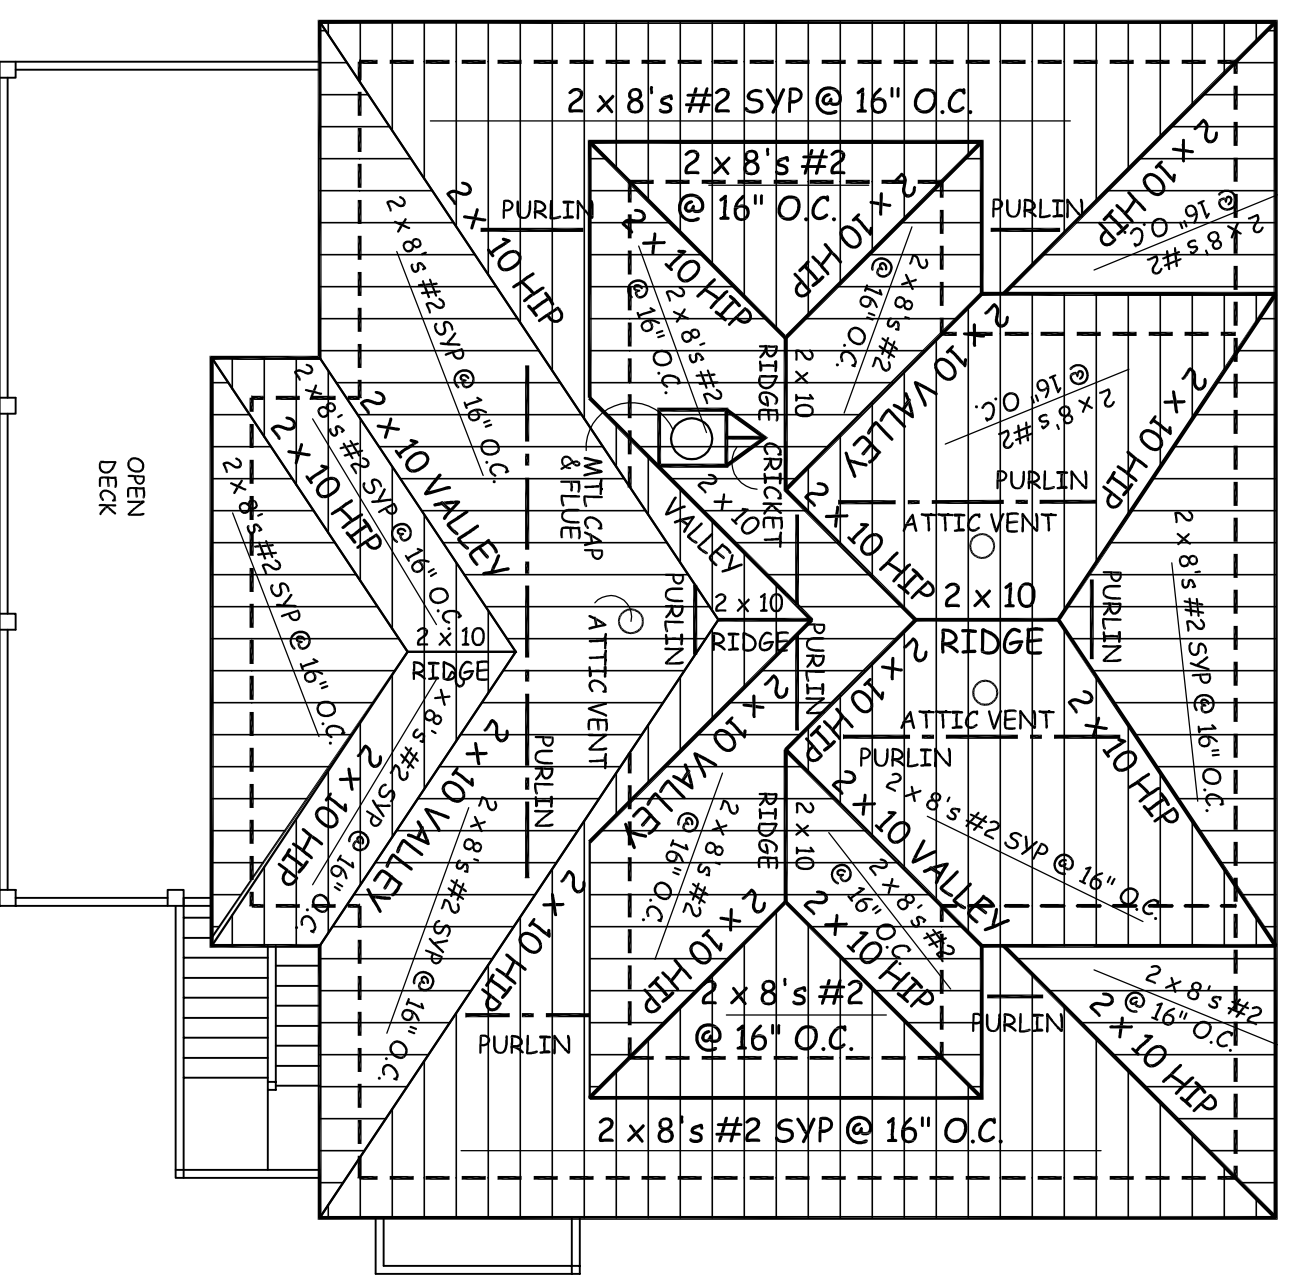 2 x 8's #2 SYP @ 16" O.C.
2 x 8's #2
@ 16" O.C.
2 x 10 HIP
PURLIN
2 x 10 HIP
2 x 10 HIP
PURLIN
2 x 10 HIP
2 x 8's #2
@ 16" O.C.
2 x 8's #2 SYP @ 16" O.C.
2 x 8's #2
@ 16" O.C.
2 x 8's #2
@ 16" O.C.
2 x 10
RIDGE
2 x 10 VALLEY
2 x 8's #2
@ 16" O.C.
2 x 10 HIP
PURLIN
ATTIC VENT
2 x 8's #2 SYP @ 16" O.C.
2 x 10 HIP
2 x 10 VALLEY
2 x 8's #2 SYP @ 16" O.C.
OPEN
DECK
MTL CAP
& FLUE
CRICKET
2 x 10
VALLEY
2 x 10 HIP
2 x 10
RIDGE
PURLIN
2 x 8's #2 SYP @ 16" O.C.
2 x 10
RIDGE
PURLIN
2 x 10
RIDGE
PURLIN
ATTIC VENT
2 x 10 HIP
ATTIC VENT
PURLIN
2 x 10 HIP
2 x 8's #2 SYP @ 16" O.C.
2 x 8's #2 SYP @ 16" O.C.
2 x 10 HIP
2 x 10 VALLEY
PURLIN
2 x 8's #2 SYP @ 16" O.C.
2 x 10 VALLEY
2 x 8's #2
@ 16" O.C.
2 x 10
RIDGE
2 x 10 VALLEY
2 x 8's #2
@ 16" O.C.
2 x 10 HIP
2 x 10 HIP
2 x 10 HIP
2 x 8's #2
@ 16" O.C.
PURLIN
PURLIN
2 x 8's #2
@ 16" O.C.
2 x 10 HIP
2 x 8's #2 SYP @ 16" O.C.